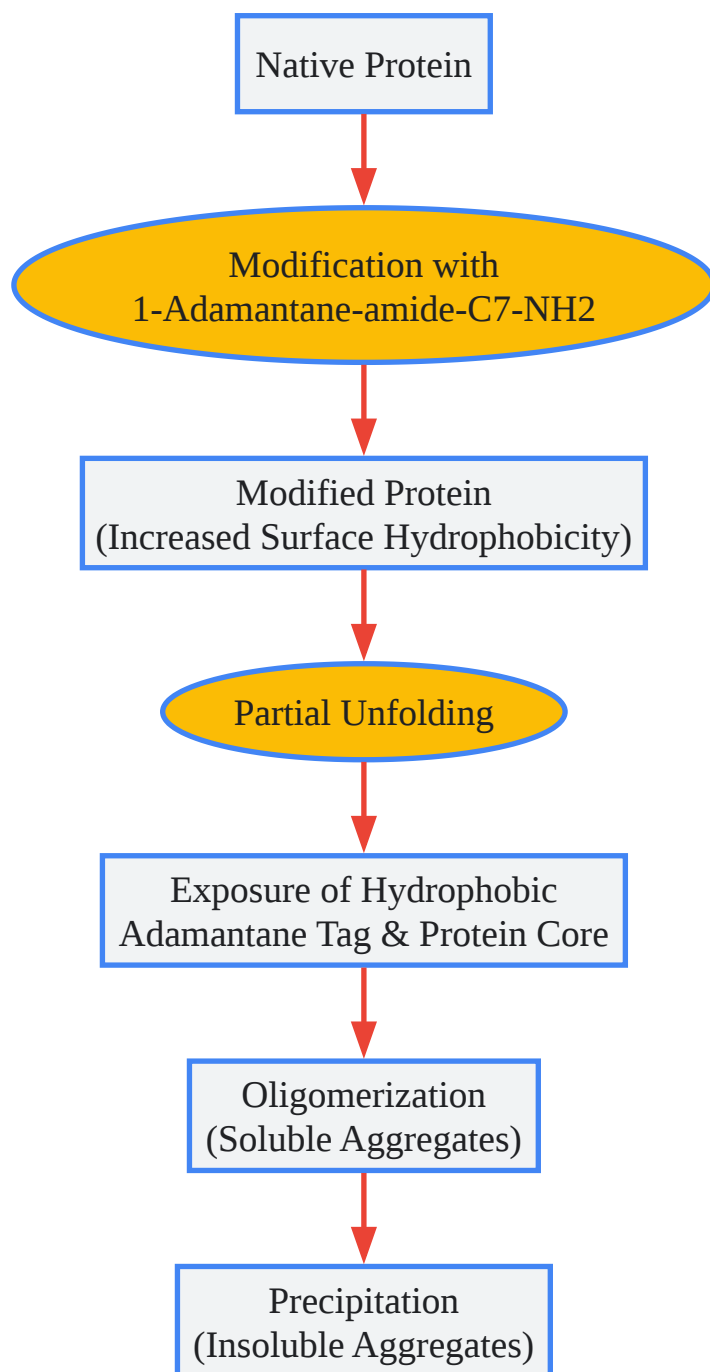 Native Protein
Modification with
1-Adamantane-amide-C7-NH2
Modified Protein
(Increased Surface Hydrophobicity)
Partial Unfolding
Exposure of Hydrophobic
Adamantane Tag & Protein Core
Oligomerization
(Soluble Aggregates)
Precipitation
(Insoluble Aggregates)